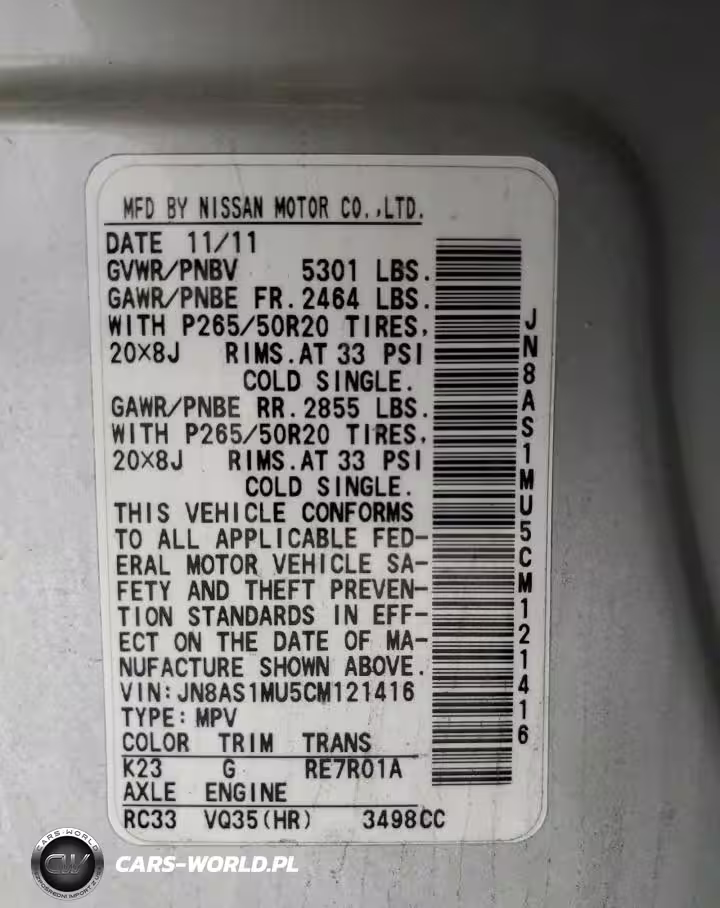 MFD BY NISSAN MOTOR CO.,LTD.
DATE 11/11
GVWR/PNBV 5301 LBS.
GAWR/PNBE FR.2464 LBS.
WITH P265/50R20 TIRES,
20×8J RIMS.AT 33 PSI
COLD SINGLE.
GAWR/PNBE RR.2855 LBS.
WITH P265/50R20 TIRES,
20×8J RIMS.AT 33 PSI
COLD SINGLE.
THIS VEHICLE CONFORMS
TO ALL APPLICABLE FED-
ERAL MOTOR VEHICLE SA-
FETY AND THEFT PREVEN-
TION STANDARDS IN EFF-
ECT ON THE DATE OF MA-
NUFACTURE SHOWN ABOVE.
VIN:JN8AS1MU5CM121416
TYPE:MPV
COLOR TRIM TRANS
K23 G RE7R01A
AXLE ENGINE
RC33 VQ35(HR) 3498CC
JN8AS1MU5CM121416
CARS-WORLD
CW
CARS-WORLD.PL